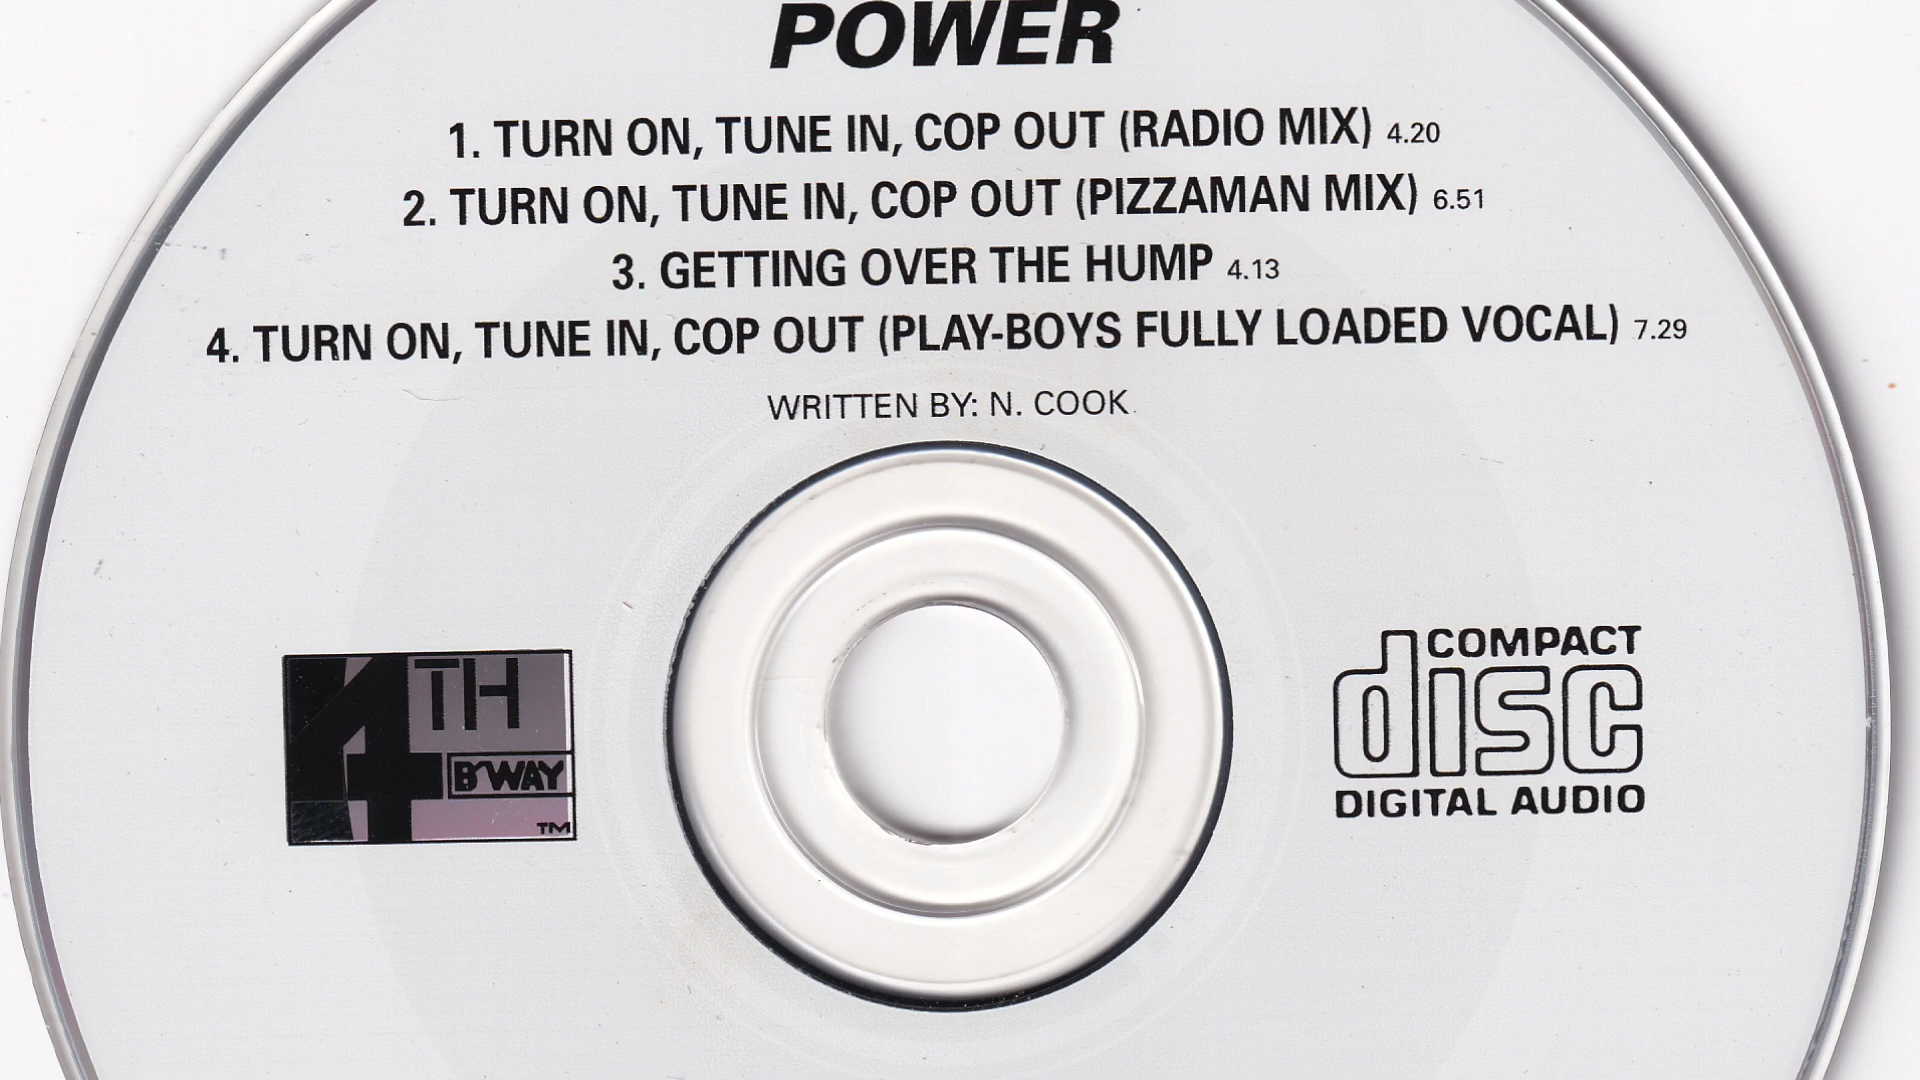 POWER
1. TURN ON, TUNE IN, COP OUT (RADIO MIX) 4.20
2. TURN ON, TUNE IN, COP OUT (PIZZAMAN MIX) 6.51
3. GETTING OVER THE HUMP 4.13
4. TURN ON, TUNE IN, COP OUT (PLAY-BOYS FULLY LOADED VOCAL) 7.29
WRITTEN BY: N. COOK
4TH
B'WAY
TM
COMPACT
disc
DIGITAL AUDIO